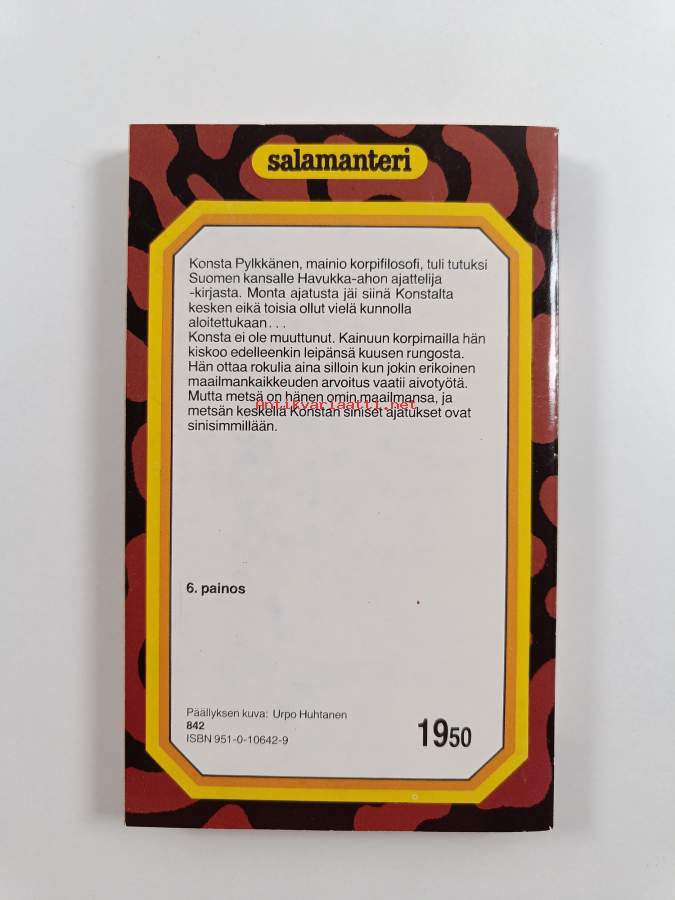 salamanteri
Konsta Pylkkänen, mainio korpifilosofi, tuli tutuksi
Suomen kansalle Havukka-ahon ajattelija
-kirjasta. Monta ajatusta jäi siinä Konstalta
kesken eikä toisia ollut vielä kunnolla
aloitettukaan...
Konsta ei ole muuttunut. Kainuun korpimailla hän
kiskoo edelleenkin leipänsä kuusen rungosta.
Hän ottaa rokulia aina silloin kun jokin erikoinen
maailmankaikkeuden arvoitus vaatii aivotyötä.
Mutta metsä on hänen omin maailmansa, ja
Antikvariaatti.net
metsän keskellä Konstan siniset ajatukset ovat
sinisimmillään.
6. painos
Päällyksen kuva: Urpo Huhtanen
842
ISBN 951-0-10642-9
1950